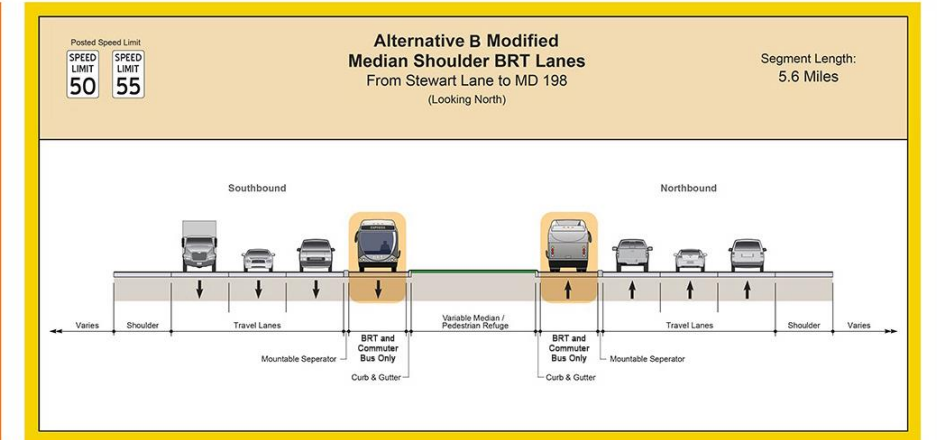 Posted Speed Limit
SPEED
LIMIT
50
SPEED
LIMIT
55
Alternative B Modified
Median Shoulder BRT Lanes
From Stewart Lane to MD 198
(Looking North)
Segment Length:
5.6 Miles
Southbound
Northbound
Varies
Shoulder
Travel Lanes
Mountable Seperator
BRT and
Commuter
Bus Only
Curb & Gutter
Variable Median /
Pedestrian Refuge
BRT and
Commuter
Bus Only
Curb & Gutter
Mountable Seperator
Travel Lanes
Shoulder
Varies